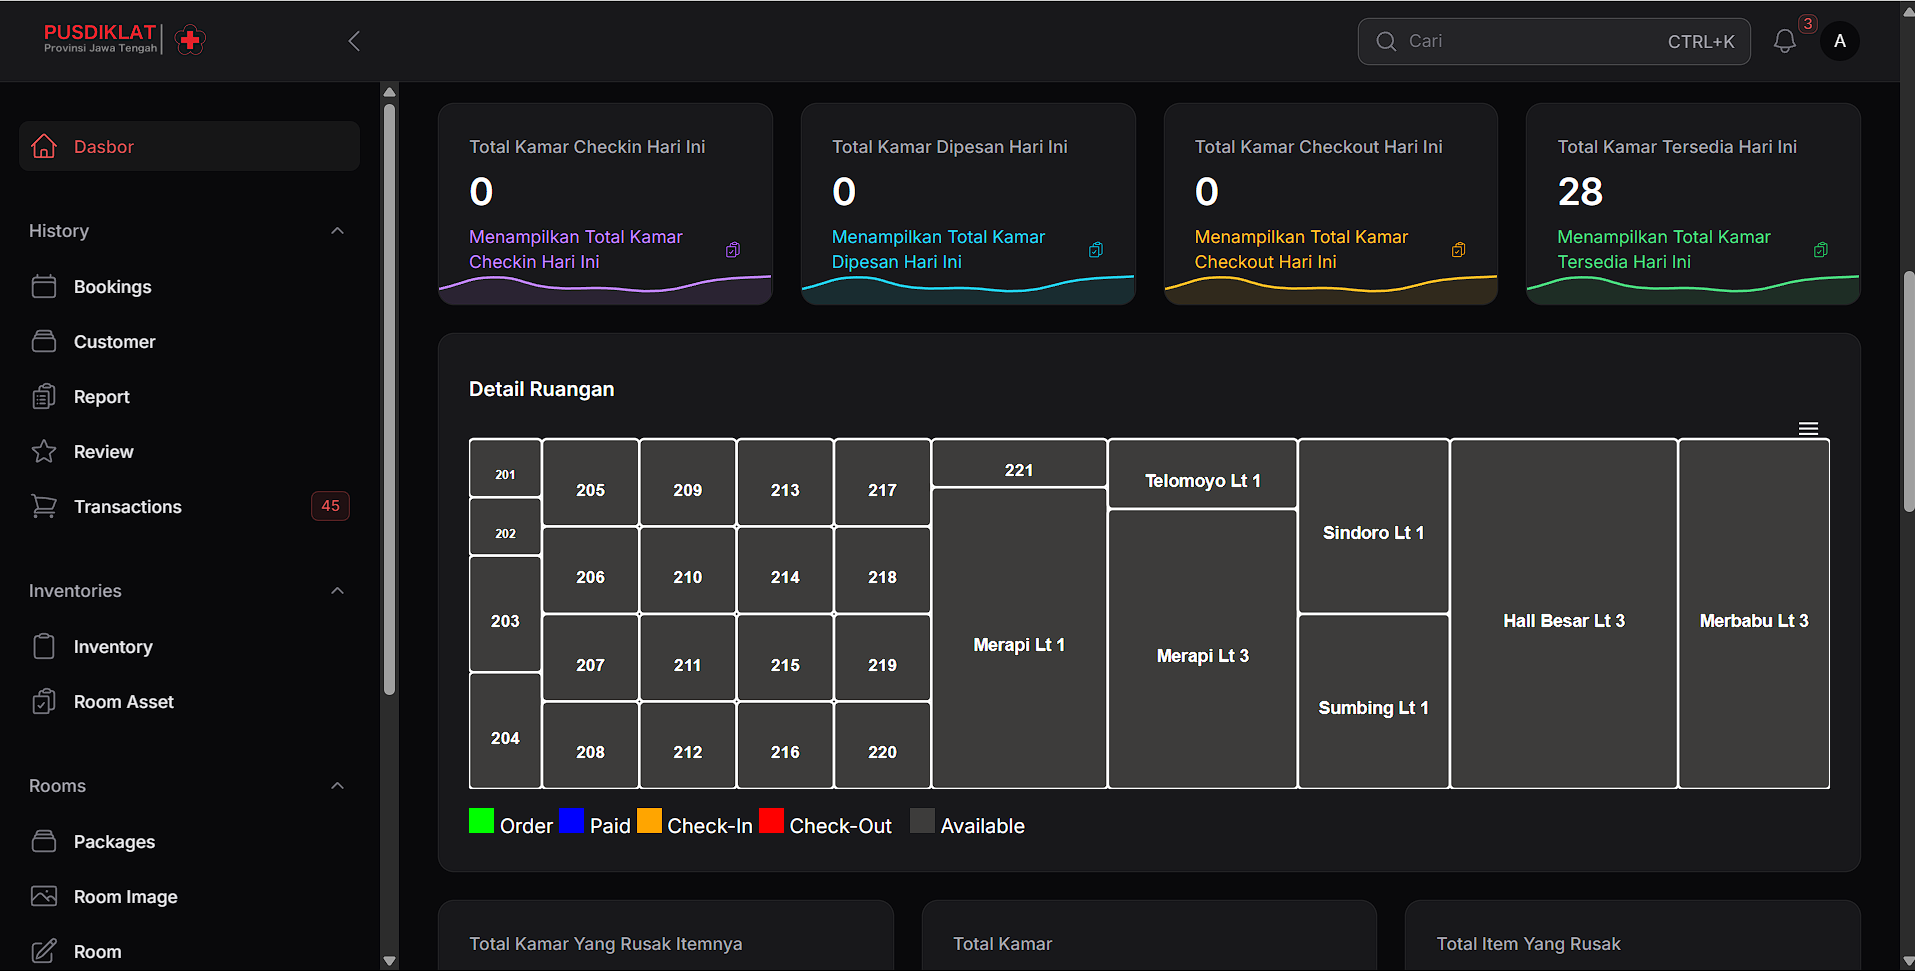 PUSDIKLAT
Provinsi Jawa Tengah
Cari
CTRL+K
3
A
Dasbor
History
Bookings
Customer
Report
Review
Transactions
45
Inventories
Inventory
Room Asset
Rooms
Packages
Room Image
Room
Total Kamar Checkin Hari Ini
0
Menampilkan Total Kamar
Checkin Hari Ini
Total Kamar Dipesan Hari Ini
0
Menampilkan Total Kamar
Dipesan Hari Ini
Total Kamar Checkout Hari Ini
0
Menampilkan Total Kamar
Checkout Hari Ini
Total Kamar Tersedia Hari Ini
28
Menampilkan Total Kamar
Tersedia Hari Ini
Detail Ruangan
201
202
203
204
205
206
207
208
209
210
211
212
213
214
215
216
217
218
219
220
221
Merapi Lt 1
Telomoyo Lt 1
Merapi Lt 3
Sindoro Lt 1
Sumbing Lt 1
Hall Besar Lt 3
Merbabu Lt 3
Order
Paid
Check-In
Check-Out
Available
Total Kamar Yang Rusak Itemnya
Total Kamar
Total Item Yang Rusak